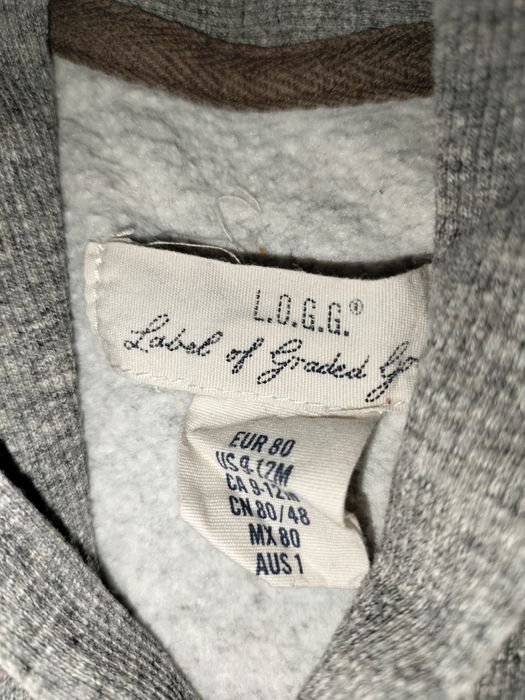 L.O.G.G.®
Label of Graded
EUR 80
US 9-12M
CA 9-12M
CN 80/48
MX 80
AUS 1